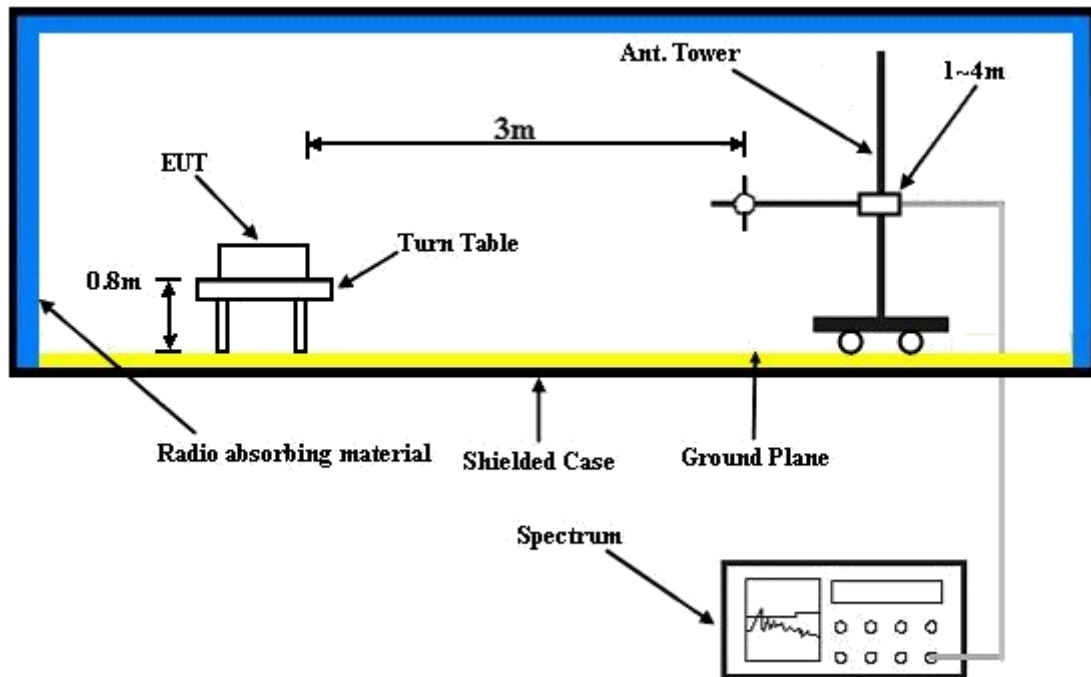 Ant. Tower
1~4m
3m
EUT
Turn Table
0.8m
Radio absorbing material
Shielded Case
Ground Plane
Spectrum